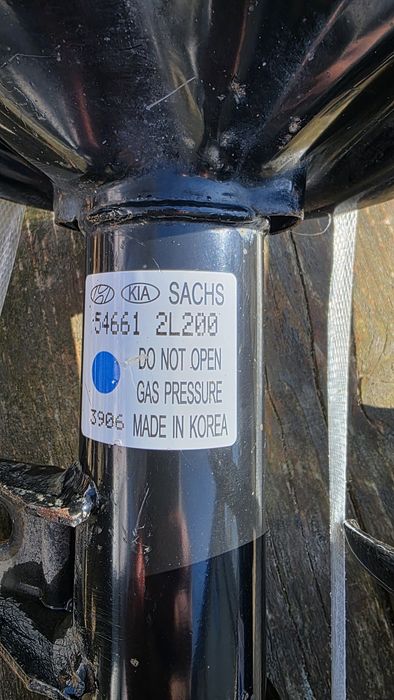 KIA SACHS
54661 2L200
DO NOT OPEN
GAS PRESSURE
3906 MADE IN KOREA